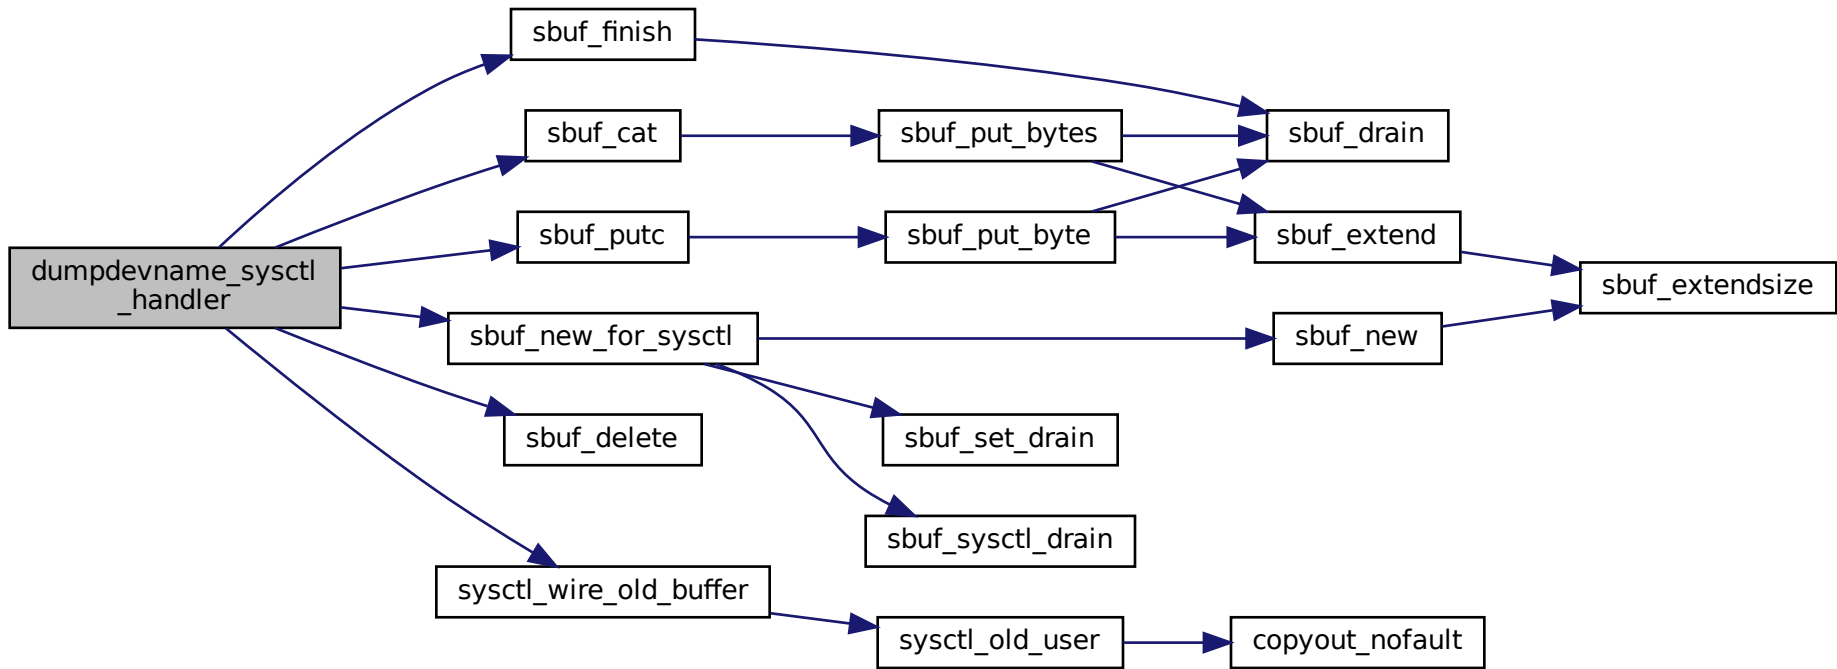 sbuf_finish
sbuf_cat
sbuf_put_bytes
sbuf_drain
sbuf_putc
sbuf_put_byte
sbuf_extend
dumpdevname_sysctl
_handler
sbuf_extendsize
sbuf_new_for_sysctl
sbuf_new
sbuf_delete
sbuf_set_drain
sbuf_sysctl_drain
sysctl_wire_old_buffer
sysctl_old_user
copyout_nofault